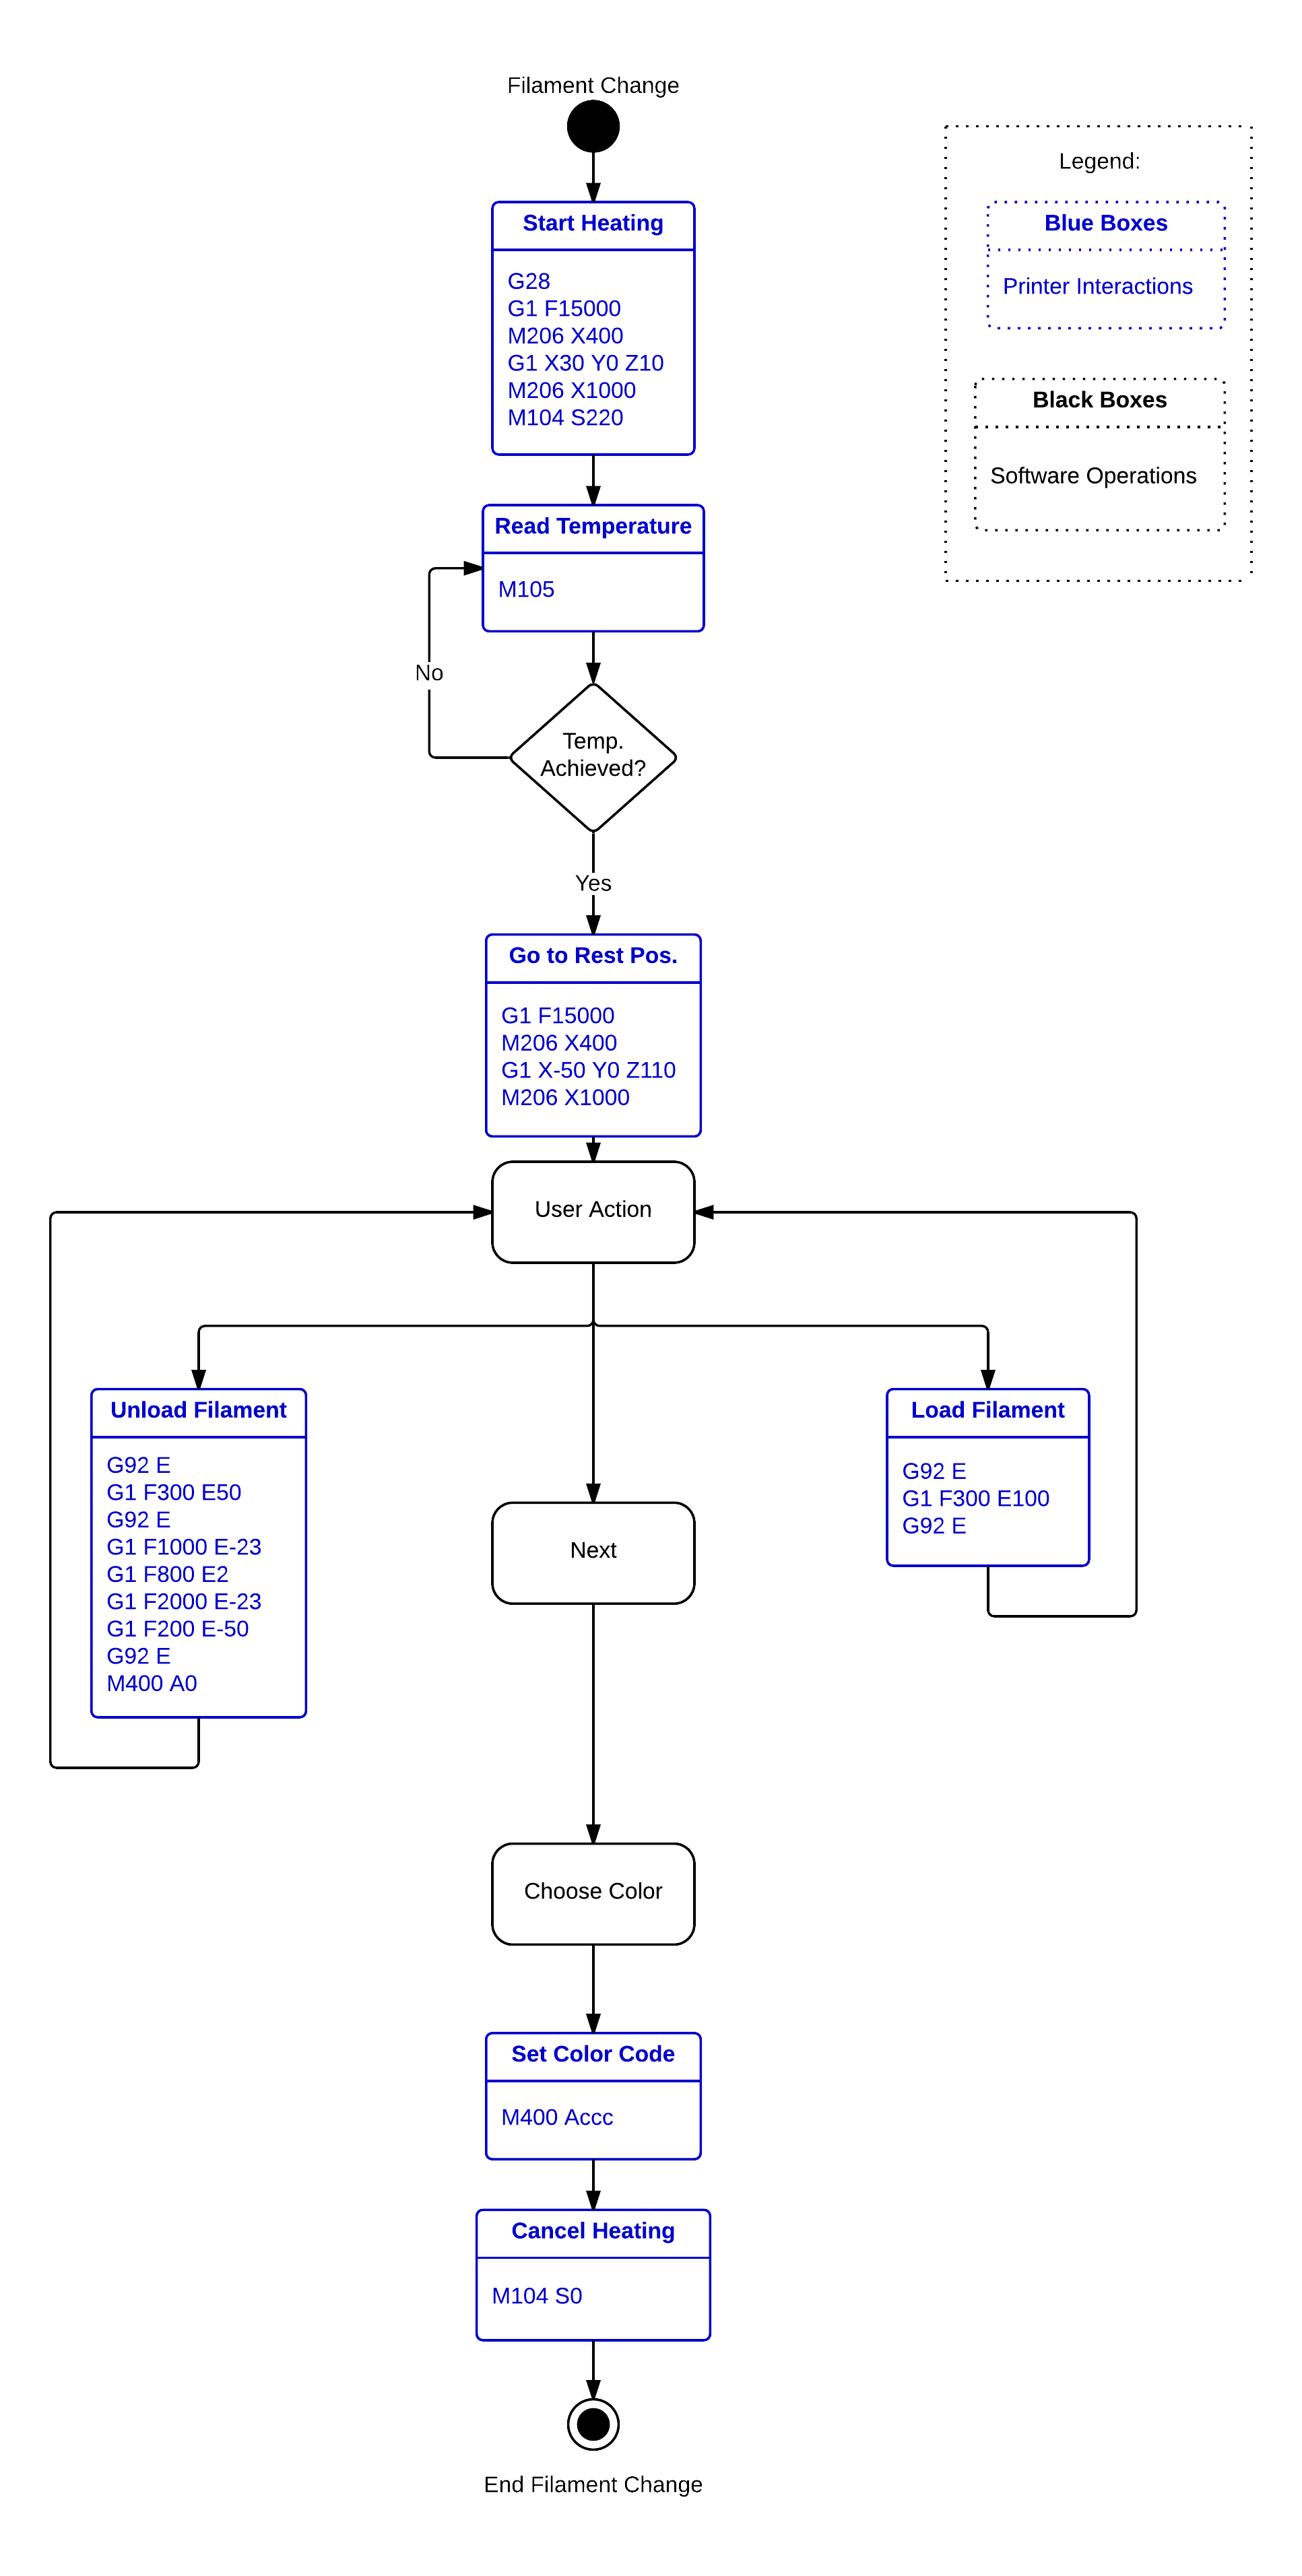 Filament Change
Legend:
Start Heating
G28
G1 F15000
M206 X400
G1 X30 Y0 Z10
M206 X1000
M104 S220
Blue Boxes
Printer Interactions
Black Boxes
Software Operations
Read Temperature
M105
No
Temp.
Achieved?
Yes
Go to Rest Pos.
G1 F15000
M206 X400
G1 X-50 Y0 Z110
M206 X1000
User Action
Unload Filament
G92 E
G1 F300 E50
G92 E
G1 F1000 E-23
G1 F800 E2
G1 F2000 E-23
G1 F200 E-50
G92 E
M400 A0
Next
Load Filament
G92 E
G1 F300 E100
G92 E
Choose Color
Set Color Code
M400 Accc
Cancel Heating
M104 S0
End Filament Change